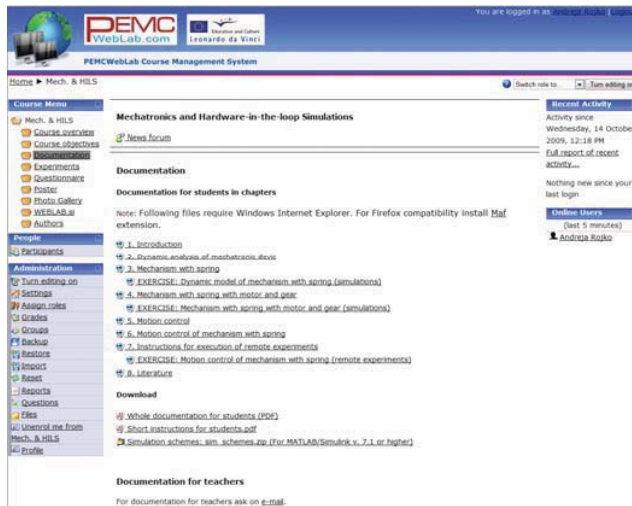 You are logged in as Andreja Rojko (Logou
PEMC
WebLab.com
Education and Culture
Leonardo da Vinci
PEMCWebLab Course Management System
Home ► Mech. & HILS
Switch role to...
Turn editing on
Course Menu
Mech. & HILS
Course overview
Course objectives
Documentation
Experiments
Questionnaire
Poster
Photo Gallery
WEBLAB.si
Authors
People
Participants
Administration
Turn editing on
Settings
Assign roles
Grades
Groups
Backup
Restore
Import
Reset
Reports
Questions
Files
Unenrol me from
Mech. & HILS
Profile
Mechatronics and Hardware-in-the-loop Simulations
News forum
Documentation
Documentation for students in chapters
Note: Following files require Windows Internet Explorer. For Firefox compatibility install Maf
extension.
1. Introduction
2. Dynamic analysis of mechatronic devis
3. Mechanism with spring
EXERCISE: Dynamic model of mechanism with spring (simulations)
4. Mechanism with spring with motor and gear
EXERCISE: Mechanism with spring with motor and gear (simulations)
5. Motion control
6. Motion control of mechanism with spring
7. Instructions for execution of remote experiments
EXERCISE: Motion control of mechanism with spring (remote experiments)
8. Literature
Download
Whole documentation for students (PDF)
Short instructions for students.pdf
Simulation schemes: sim_schemes.zip (For MATLAB/Simulink v. 7.1 or higher)
Documentation for teachers
For documentation for teachers ask on e-mail.
Recent Activity
Activity since
Wednesday, 14 October
2009, 12:18 PM
Full report of recent
activity...
Nothing new since your
last login
Online Users
(last 5 minutes)
Andreja Rojko